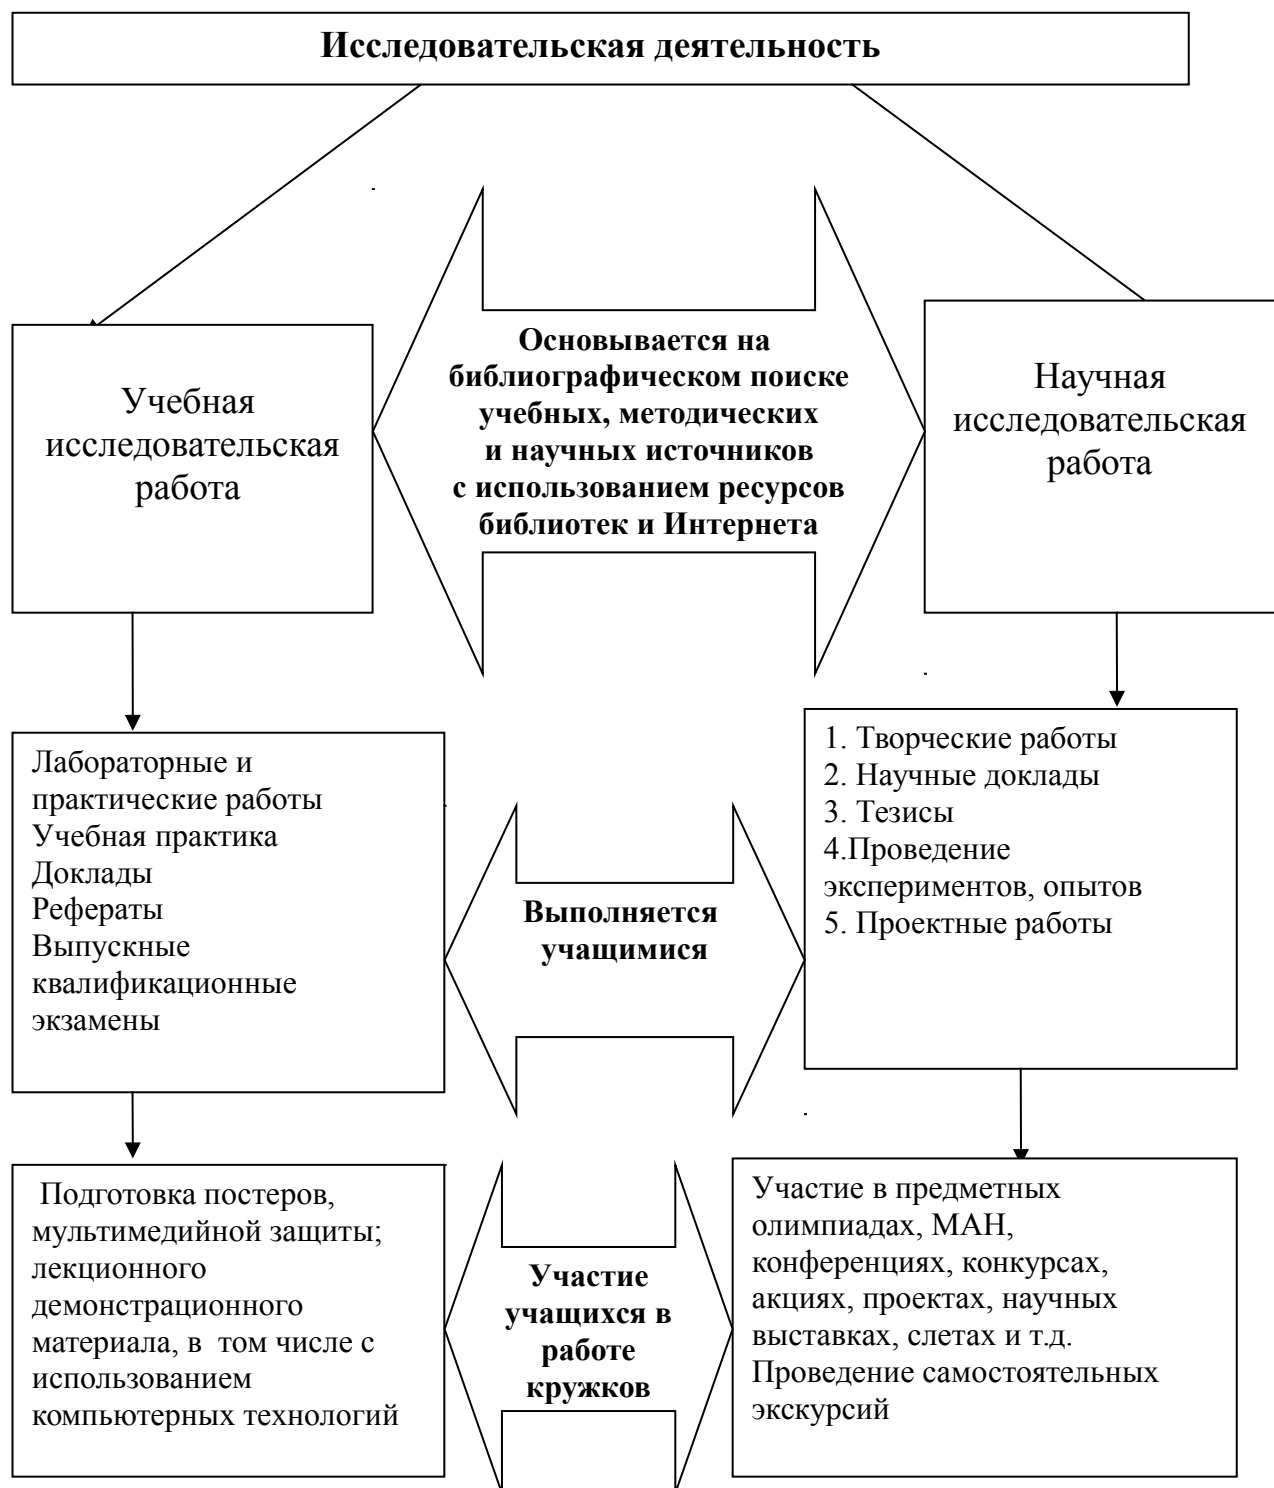 Исследовательская деятельность
Учебная
исследовательская
работа
Основывается на
библиографическом поиске
учебных, методических
и научных источников
с использованием ресурсов
библиотек и Интернета
Научная
исследовательская
работа
Лабораторные и
практические работы
Учебная практика
Доклады
Рефераты
Выпускные
квалификационные
экзамены
Выполняется
учащимися
1. Творческие работы
2. Научные доклады
3. Тезисы
4.Проведение
экспериментов, опытов
5. Проектные работы
Подготовка постеров,
мультимедийной защиты;
лекционного
демонстрационного
материала, в том числе с
использованием
компьютерных технологий
Участие
учащихся в
работе
кружков
Участие в предметных
олимпиадах, МАН,
конференциях, конкурсах,
акциях, проектах, научных
выставках, слетах и т.д.
Проведение самостоятельных
экскурсий